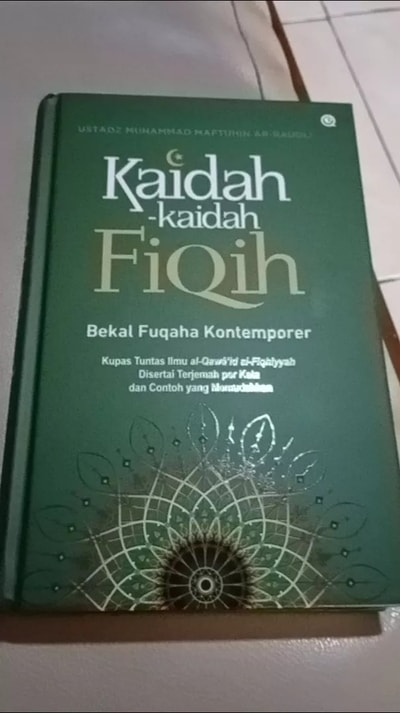 USTADZ MUHAMMAD MAFTUHIN AR-RAUDLI
Kaidah
-kaidah
FiQih
Bekal Fuqaha Kontemporer
Kupas Tuntas Ilmu al-Qawâ'id al-Fiqhiyyah
Disertai Terjemah per Kata
dan Contoh yang Memudahkan